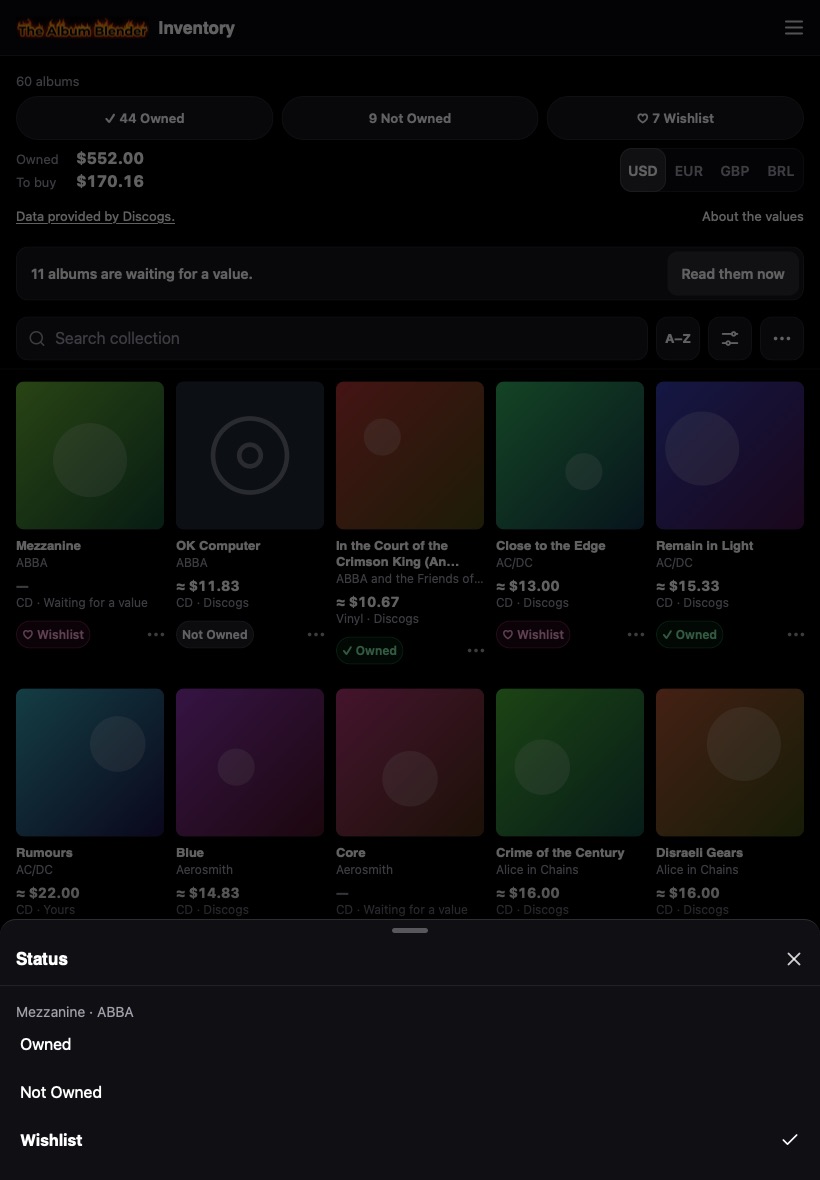 The Album Blender Inventory
60 albums
✓ 44 Owned
9 Not Owned
♡ 7 Wishlist
Owned $552.00
To buy $170.16
USD EUR GBP BRL
Data provided by Discogs.
About the values
11 albums are waiting for a value.
Read them now
Search collection
A–Z
Mezzanine
ABBA
—
CD · Waiting for a value
♡ Wishlist
OK Computer
ABBA
≈ $11.83
CD · Discogs
Not Owned
In the Court of the
Crimson King (An...
ABBA and the Friends of...
≈ $10.67
Vinyl · Discogs
✓ Owned
Close to the Edge
AC/DC
≈ $13.00
CD · Discogs
♡ Wishlist
Remain in Light
AC/DC
≈ $15.33
CD · Discogs
✓ Owned
Rumours
AC/DC
≈ $22.00
CD · Yours
Blue
Aerosmith
≈ $14.83
CD · Discogs
Core
Aerosmith
—
CD · Waiting for a value
Crime of the Century
Alice in Chains
≈ $16.00
CD · Discogs
Disraeli Gears
Alice in Chains
≈ $16.00
CD · Discogs
Status
Mezzanine · ABBA
Owned
Not Owned
Wishlist